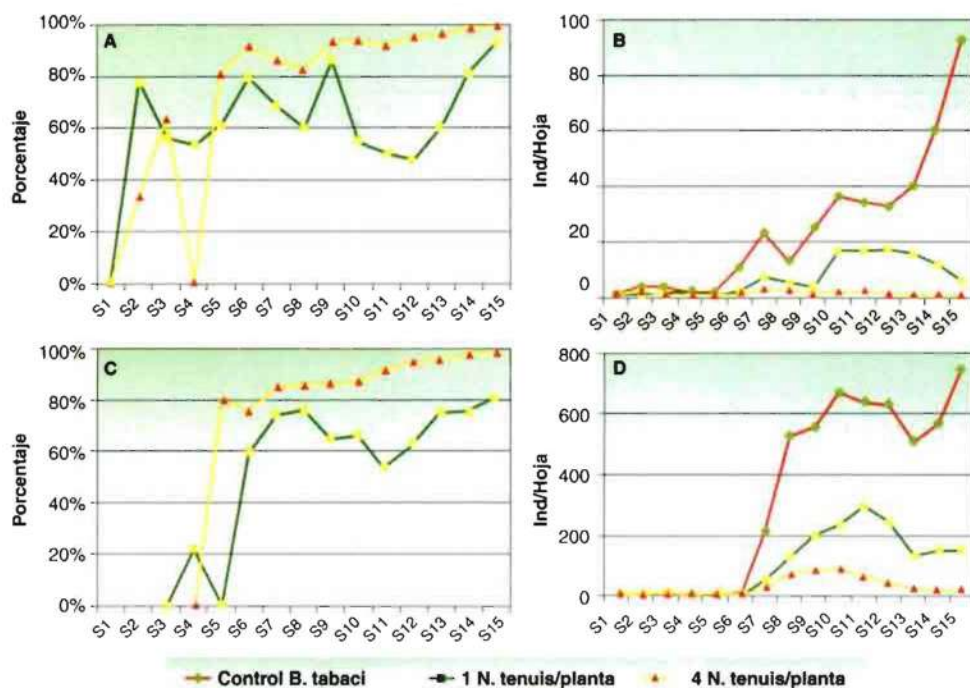 A
Porcentaje
100%
80%
60%
40%
20%
0%
S1 S2 S3 S4 S5 S6 S7 S8 S9 S10 S11 S12 S13 S14 S15
B
Ind/Hoja
100
80
60
40
20
0
S1 S2 S3 S4 S5 S6 S7 S8 S9 S10 S11 S12 S13 S14 S15
C
Porcentaje
100%
80%
60%
40%
20%
0%
S1 S2 S3 S4 S5 S6 S7 S8 S9 S10 S11 S12 S13 S14 S15
D
Ind/Hoja
800
600
400
200
0
S1 S2 S3 S4 S5 S6 S7 S8 S9 S10 S11 S12 S13 S14 S15
Control B. tabaci 1 N. tenuis/planta 4 N. tenuis/planta